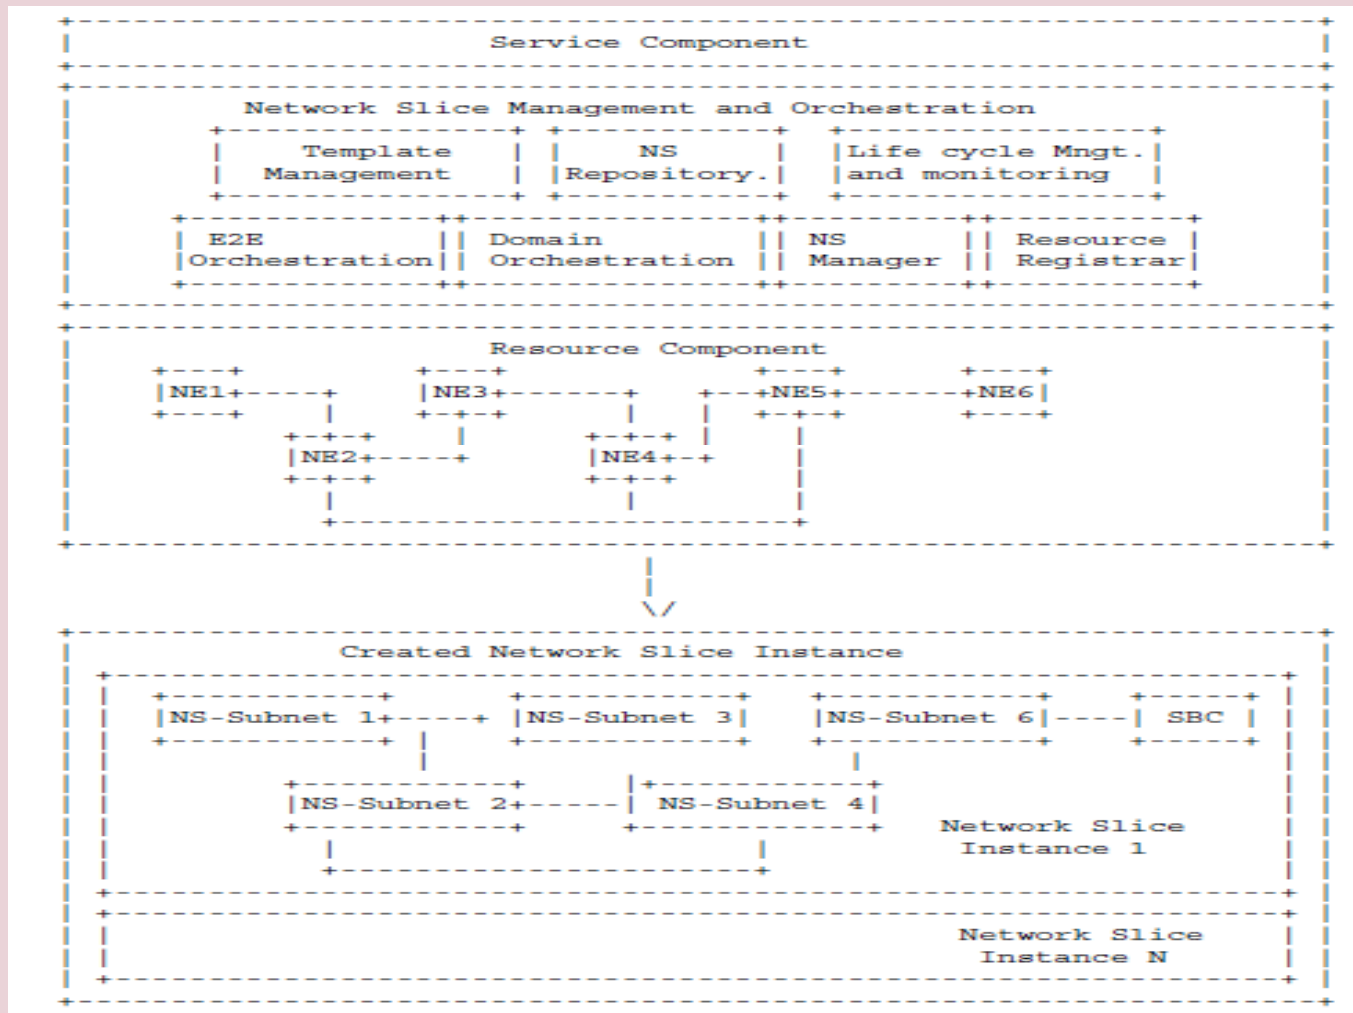 Service Component
Network Slice Management and Orchestration
Template NS Life cycle Mngt.
Management Repository. and monitoring
E2E Domain NS Resource
Orchestration Orchestration Manager Registrar
Resource Component
NE1 NE3 NE5 NE6
NE2 NE4
Created Network Slice Instance
NS-Subnet 1 NS-Subnet 3 NS-Subnet 6 SBC
NS-Subnet 2 NS-Subnet 4
Network Slice
Instance 1
Network Slice
Instance N